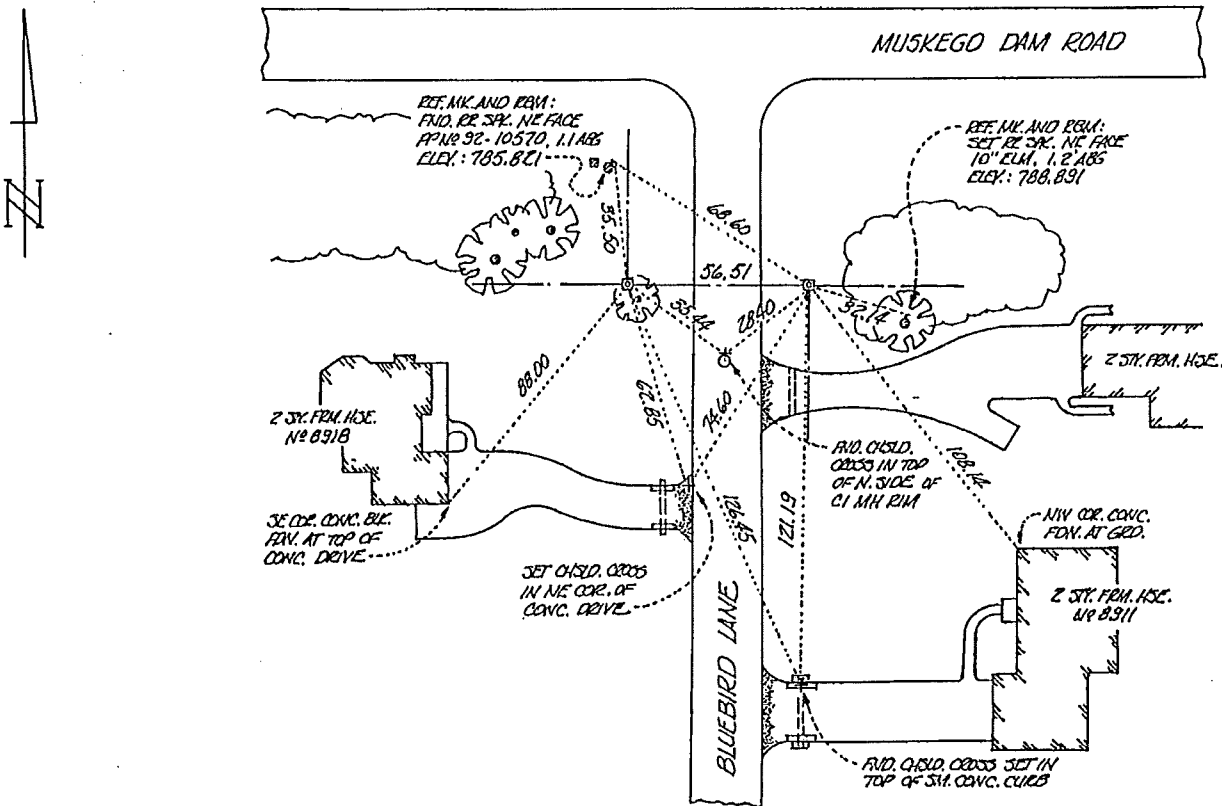 MUSKEGO DAM ROAD
REF. MK. AND RBM:
FND. RR SPK. NE FACE
PP Nº 92-10570, 1.1 ABG
ELEV.: 785.821
REF. MK. AND RBM:
SET RR SPK. NE FACE
10" ELM, 1.2' ABG
ELEV.: 788.891
N
35.50
68.60
56.51
55.44
28.40
32.14
88.00
62.85
74.60
2 STY. FRM. HSE.
2 STY. FRM. HSE.
Nº 8918
FND. CHSLD.
CROSS IN TOP
OF N. SIDE OF
CI MH RIM
108.14
121.19
126.45
SE COR. CONC. BLK.
FDN. AT TOP OF
CONC. DRIVE
NW COR. CONC.
FDN. AT GRD.
SET CHSLD. CROSS
IN NE COR. OF
CONC. DRIVE
2 STY. FRM. HSE.
Nº 8911
BLUEBIRD LANE
FND. CHSLD. CROSS SET IN
TOP OF SM. CONC. CURB